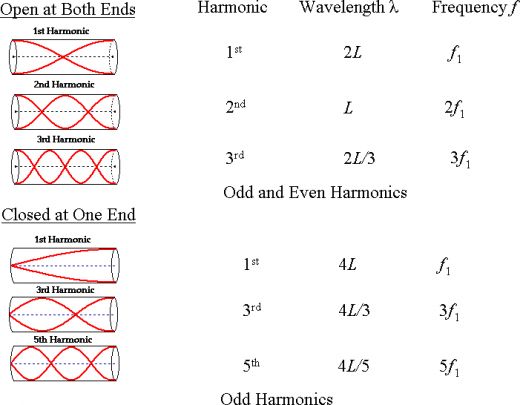 Open at Both Ends Harmonic Wavelength λ Frequency f
1st Harmonic
1st 2L f1
2nd Harmonic
2nd L 2f1
3rd Harmonic
3rd 2L/3 3f1
Odd and Even Harmonics
Closed at One End
1st Harmonic
1st 4L f1
3rd Harmonic
3rd 4L/3 3f1
5th Harmonic
5th 4L/5 5f1
Odd Harmonics